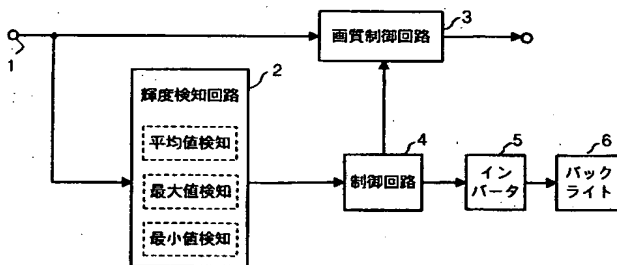 3
画質制御回路
1
2
輝度検知回路
平均値検知
最大値検知
最小値検知
4
制御回路
5
イン
バータ
6
バック
ライト